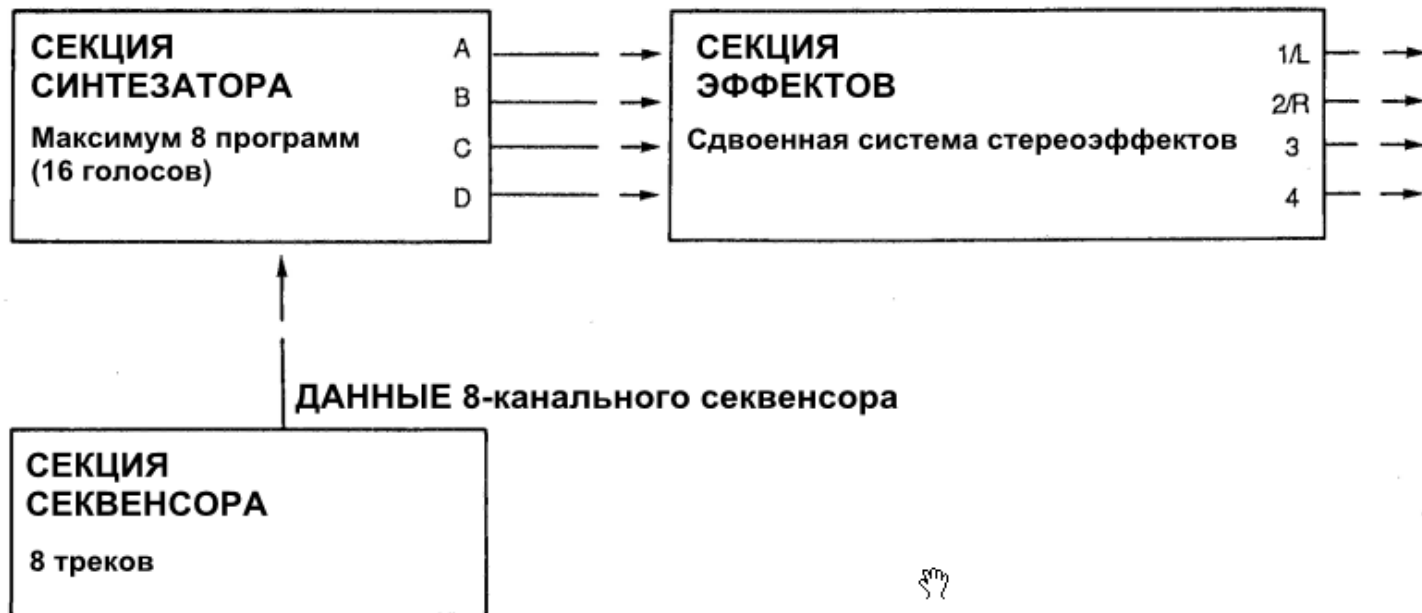 СЕКЦИЯ
СИНТЕЗАТОРА
Максимум 8 программ
(16 голосов)
A
B
C
D
СЕКЦИЯ
ЭФФЕКТОВ
Сдвоенная система стереоэффектов
1/L
2/R
3
4
ДАННЫЕ 8-канального секвенсора
СЕКЦИЯ
СЕКВЕНСОРА
8 треков